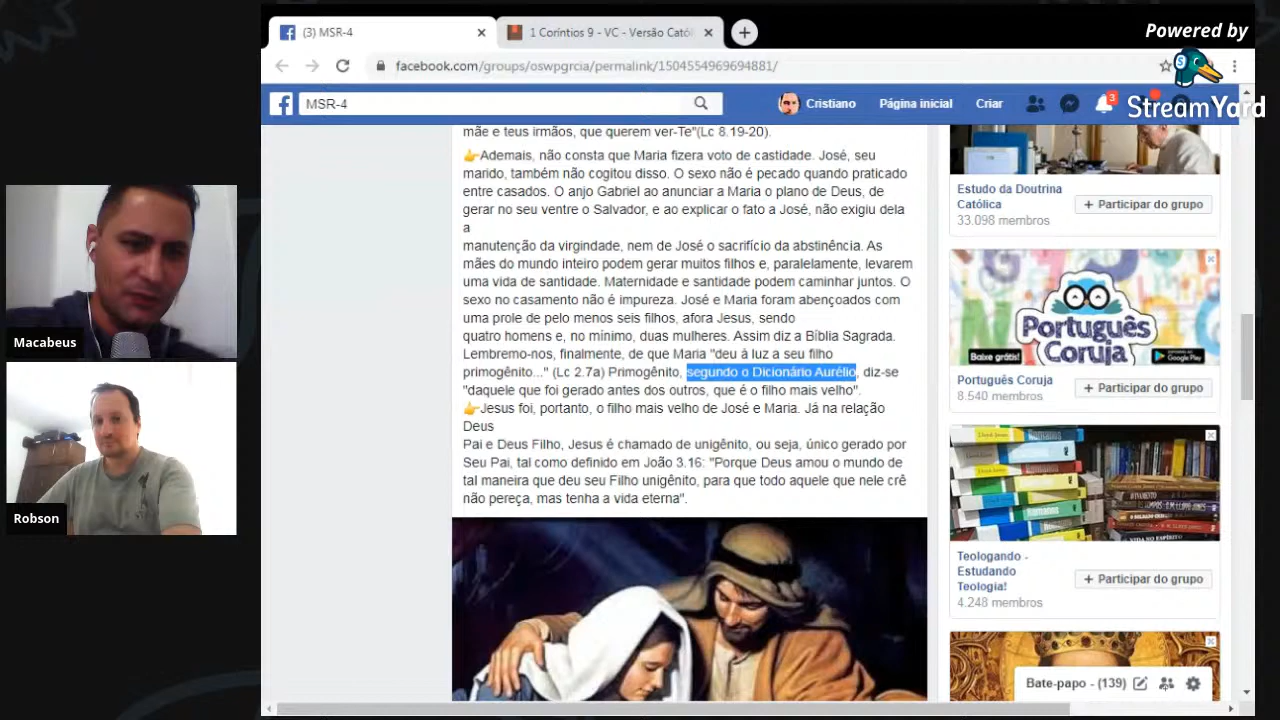 Powered by
StreamYard
(3) MSR-4
1 Coríntios 9 - VC - Versão Catól
facebook.com/groups/oswpgrcia/permalink/1504554969694881/
MSR-4
Cristiano
Página inicial
Criar
3
mãe e teus irmãos, que querem ver-Te"(Lc 8.19-20).
👉Ademais, não consta que Maria fizera voto de castidade. José, seu
marido, também não cogitou disso. O sexo não é pecado quando praticado
entre casados. O anjo Gabriel ao anunciar a Maria o plano de Deus, de
gerar no seu ventre o Salvador, e ao explicar o fato a José, não exigiu dela
a
manutenção da virgindade, nem de José o sacrifício da abstinência. As
mães do mundo inteiro podem gerar muitos filhos e, paralelamente, levarem
uma vida de santidade. Maternidade e santidade podem caminhar juntos. O
sexo no casamento não é impureza. José e Maria foram abençoados com
uma prole de pelo menos seis filhos, afora Jesus, sendo
quatro homens e, no mínimo, duas mulheres. Assim diz a Bíblia Sagrada.
Lembremo-nos, finalmente, de que Maria "deu à luz a seu filho
primogênito..." (Lc 2.7a) Primogênito, segundo o Dicionário Aurélio, diz-se
"daquele que foi gerado antes dos outros, que é o filho mais velho".
👉Jesus foi, portanto, o filho mais velho de José e Maria. Já na relação
Deus
Pai e Deus Filho, Jesus é chamado de unigênito, ou seja, único gerado por
Seu Pai, tal como definido em João 3.16: "Porque Deus amou o mundo de
tal maneira que deu seu Filho unigênito, para que todo aquele que nele crê
não pereça, mas tenha a vida eterna".
Estudo da Doutrina
Católica
33.098 membros
+ Participar do grupo
Português
Coruja
Baixe grátis!
Google Play
Português Coruja
8.540 membros
+ Participar do grupo
Teologando -
Estudando
Teologia!
4.248 membros
+ Participar do grupo
Bate-papo - (139)
Macabeus
Robson